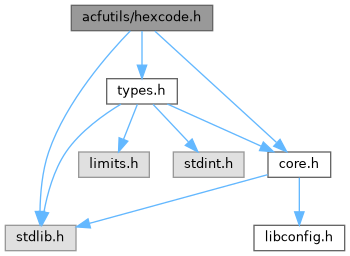 acfutils/hexcode.h
types.h
limits.h
stdint.h
core.h
stdlib.h
libconfig.h